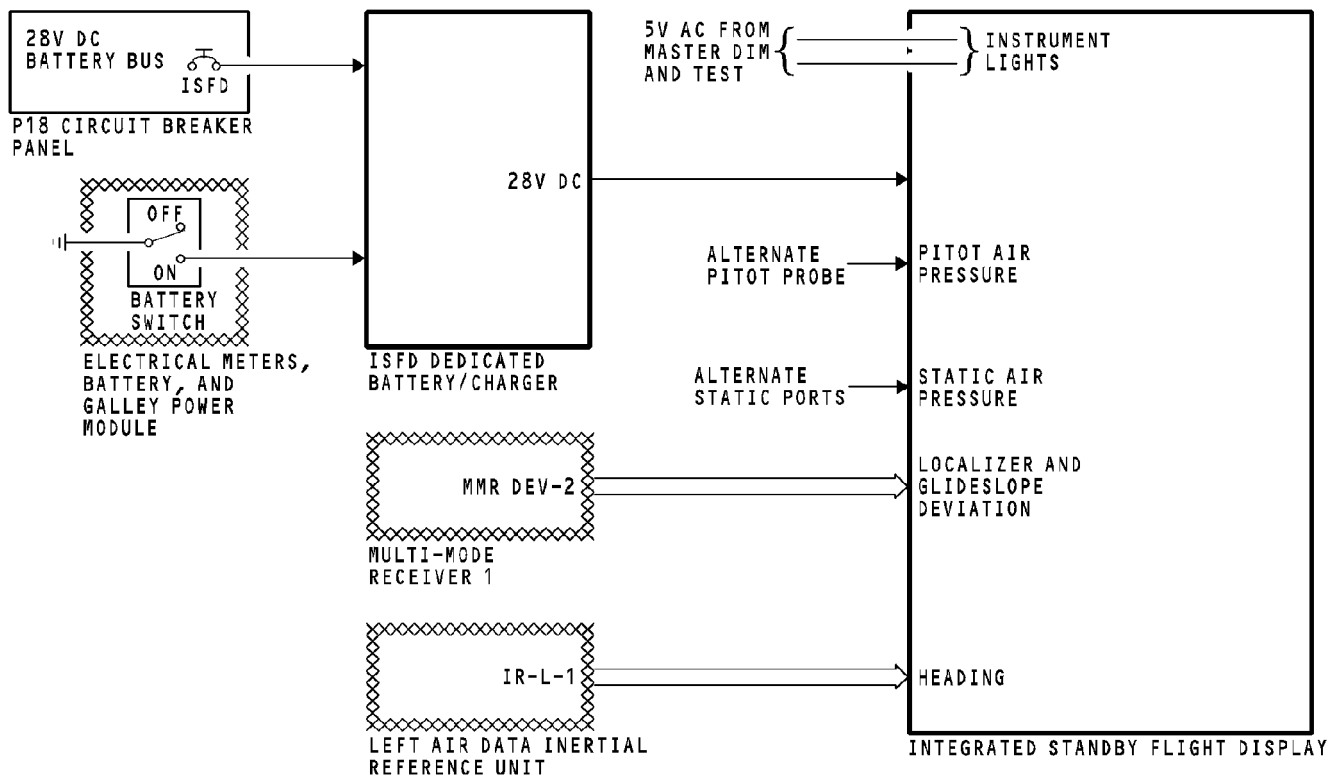 28V DC
BATTERY BUS
ISFD
P18 CIRCUIT BREAKER
PANEL
OFF
ON
BATTERY
SWITCH
ELECTRICAL METERS,
BATTERY, AND
GALLEY POWER
MODULE
28V DC
ISFD DEDICATED
BATTERY/CHARGER
5V AC FROM
MASTER DIM
AND TEST
INSTRUMENT
LIGHTS
ALTERNATE
PITOT PROBE
PITOT AIR
PRESSURE
ALTERNATE
STATIC PORTS
STATIC AIR
PRESSURE
MMR DEV-2
MULTI-MODE
RECEIVER 1
LOCALIZER AND
GLIDESLOPE
DEVIATION
IR-L-1
LEFT AIR DATA INERTIAL
REFERENCE UNIT
HEADING
INTEGRATED STANDBY FLIGHT DISPLAY